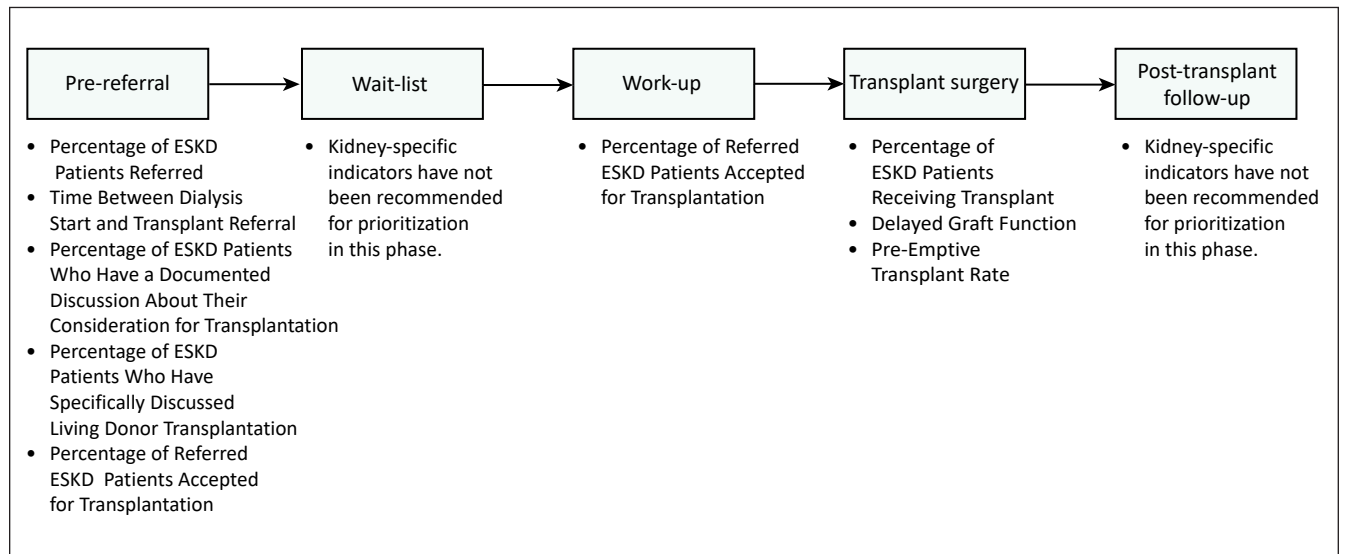 Pre-referral
Wait-list
Work-up
Transplant surgery
Post-transplant
follow-up
• Percentage of ESKD
Patients Referred
• Time Between Dialysis
Start and Transplant Referral
• Percentage of ESKD Patients
Who Have a Documented
Discussion About Their
Consideration for Transplantation
• Percentage of ESKD
Patients Who Have
Specifically Discussed
Living Donor Transplantation
• Percentage of Referred
ESKD Patients Accepted
for Transplantation
• Kidney-specific
indicators have not
been recommended
for prioritization
in this phase.
• Percentage of Referred
ESKD Patients Accepted
for Transplantation
• Percentage of
ESKD Patients
Receiving Transplant
• Delayed Graft Function
• Pre-Emptive
Transplant Rate
• Kidney-specific
indicators have not
been recommended
for prioritization
in this phase.